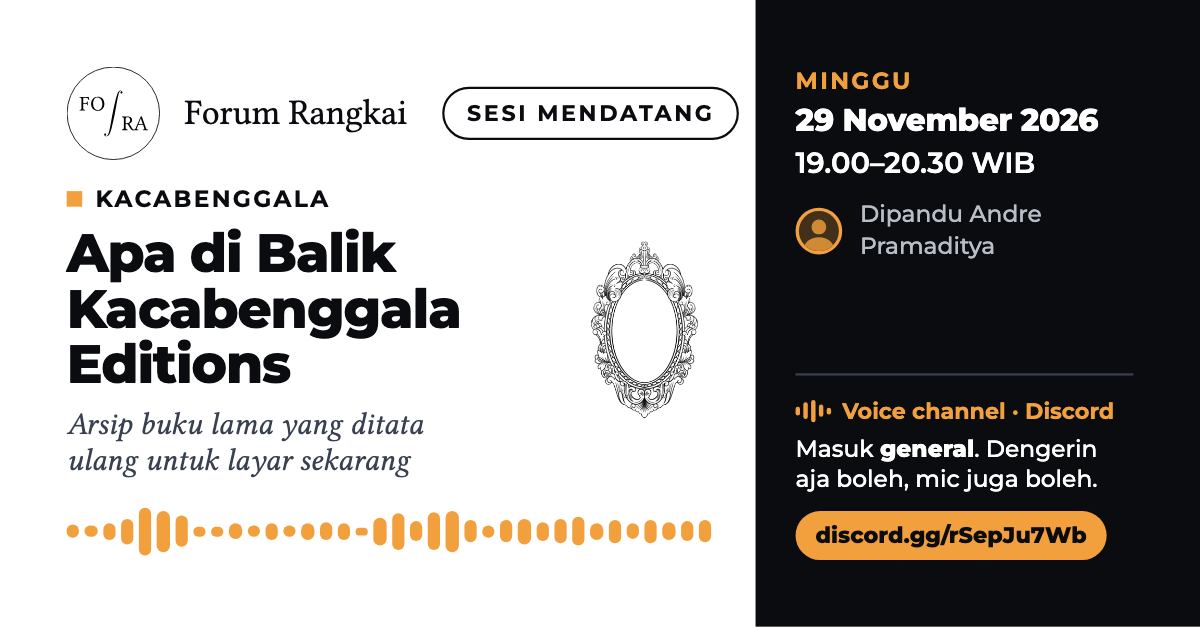 FO
RA
Forum Rangkai
SESI MENDATANG
KACABENGGALA
Apa di Balik
Kacabenggala
Editions
Arsip buku lama yang ditata
ulang untuk layar sekarang
MINGGU
29 November 2026
19.00–20.30 WIB
Dipandu Andre
Pramaditya
Voice channel · Discord
Masuk general. Dengerin
aja boleh, mic juga boleh.
discord.gg/rSepJu7Wb